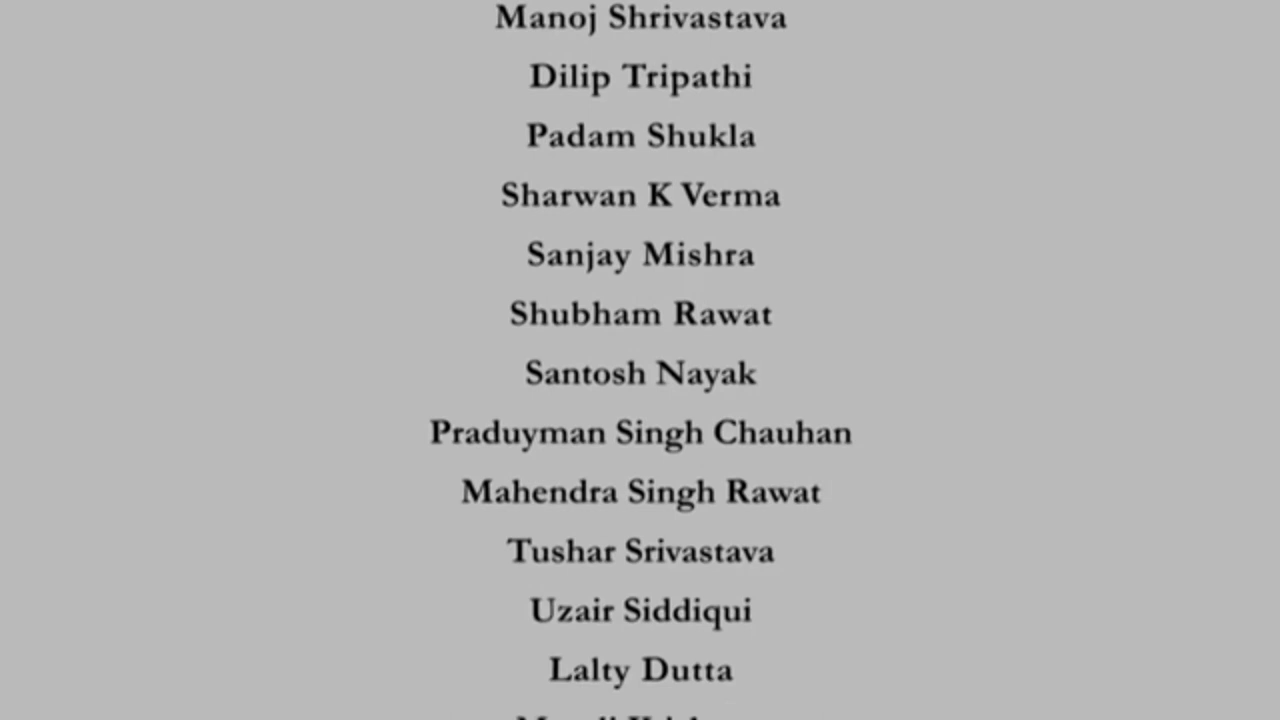 Manoj Shrivastava
Dilip Tripathi
Padam Shukla
Sharwan K Verma
Sanjay Mishra
Shubham Rawat
Santosh Nayak
Praduyman Singh Chauhan
Mahendra Singh Rawat
Tushar Srivastava
Uzair Siddiqui
Lalty Dutta